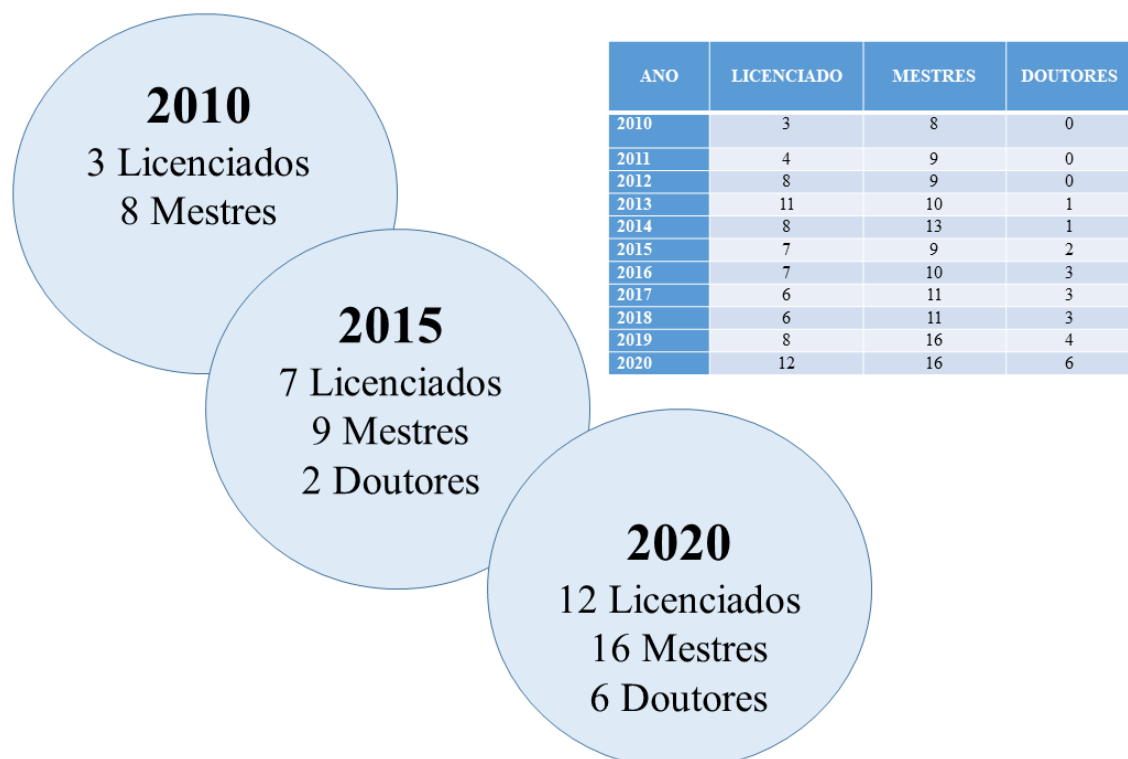 2010
3 Licenciados
8 Mestres
2015
7 Licenciados
9 Mestres
2 Doutores
2020
12 Licenciados
16 Mestres
6 Doutores
ANO LICENCIADO MESTRES DOUTORES
2010 3 8 0
2011 4 9 0
2012 8 9 0
2013 11 10 1
2014 8 13 1
2015 7 9 2
2016 7 10 3
2017 6 11 3
2018 6 11 3
2019 8 16 4
2020 12 16 6